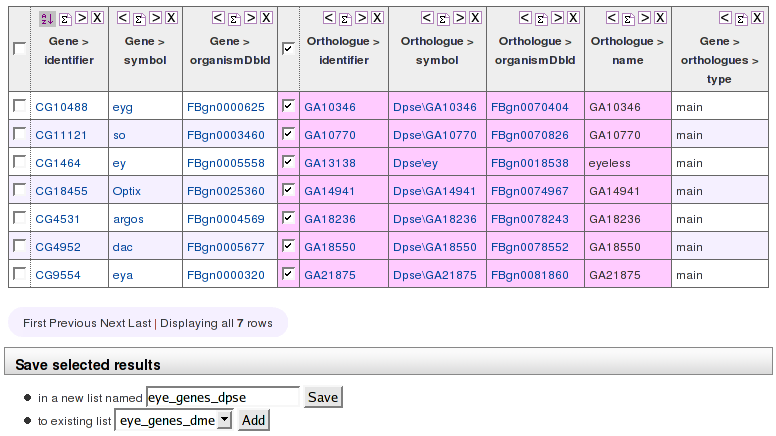 Gene > identifier Gene > symbol Gene > organismDbId Orthologue > identifier Orthologue > symbol Orthologue > organismDbId Orthologue > name Gene > orthologues > type
CG10488 eyg FBgn0000625 GA10346 Dpse\GA10346 FBgn0070404 GA10346 main
CG11121 so FBgn0003460 GA10770 Dpse\GA10770 FBgn0070826 GA10770 main
CG1464 ey FBgn0005558 GA13138 Dpse\ey FBgn0018538 eyeless main
CG18455 Optix FBgn0025360 GA14941 Dpse\GA14941 FBgn0074967 GA14941 main
CG4531 argos FBgn0004569 GA18236 Dpse\GA18236 FBgn0078243 GA18236 main
CG4952 dac FBgn0005677 GA18550 Dpse\GA18550 FBgn0078552 GA18550 main
CG9554 eya FBgn0000320 GA21875 Dpse\GA21875 FBgn0081860 GA21875 main
First Previous Next Last | Displaying all 7 rows
Save selected results
in a new list named eye_genes_dpse Save
to existing list eye_genes_dme Add